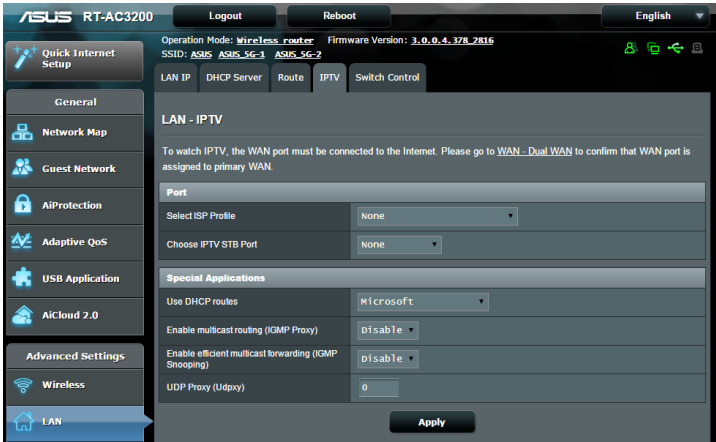 ASUS RT-AC3200 Logout Reboot English
Quick Internet Setup
Operation Mode: Wireless router Firmware Version: 3.0.0.4.378_2816
SSID: ASUS ASUS_5G-1 ASUS_5G-2
LAN IP DHCP Server Route IPTV Switch Control
General
Network Map
Guest Network
AiProtection
Adaptive QoS
USB Application
AiCloud 2.0
Advanced Settings
Wireless
LAN
LAN - IPTV
To watch IPTV, the WAN port must be connected to the Internet. Please go to WAN - Dual WAN to confirm that WAN port is
assigned to primary WAN.
Port
Select ISP Profile None
Choose IPTV STB Port None
Special Applications
Use DHCP routes Microsoft
Enable multicast routing (IGMP Proxy) Disable
Enable efficient multicast forwarding (IGMP
Snooping) Disable
UDP Proxy (Udpxy) 0
Apply